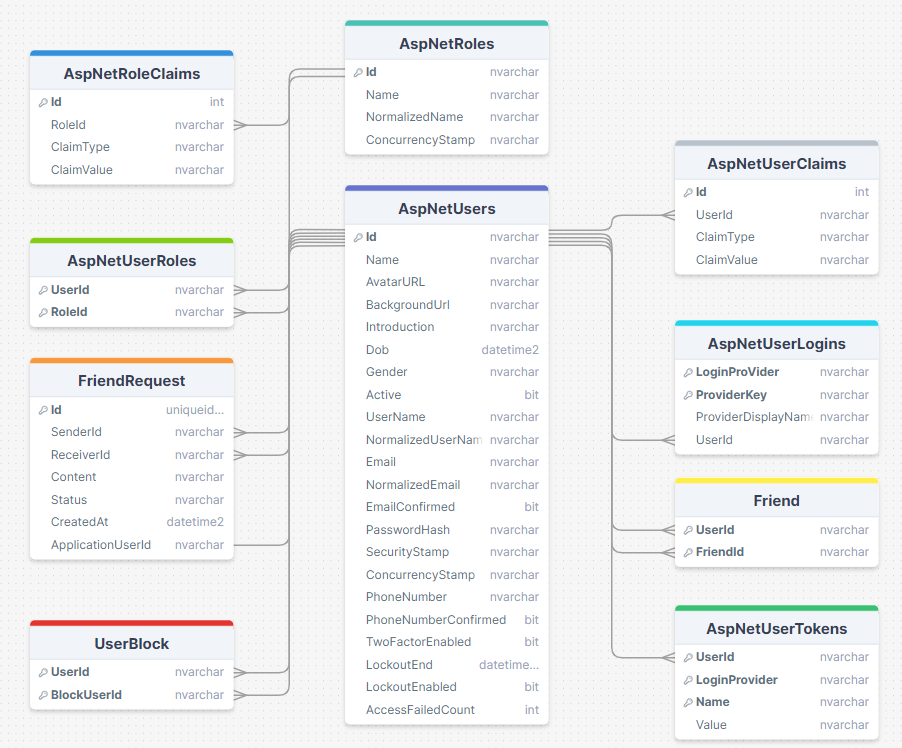 AspNetRoles
Id nvarchar
Name nvarchar
NormalizedName nvarchar
ConcurrencyStamp nvarchar
AspNetRoleClaims
Id int
RoleId nvarchar
ClaimType nvarchar
ClaimValue nvarchar
AspNetUserRoles
UserId nvarchar
RoleId nvarchar
FriendRequest
Id uniqueid...
SenderId nvarchar
ReceiverId nvarchar
Content nvarchar
Status nvarchar
CreatedAt datetime2
ApplicationUserId nvarchar
UserBlock
UserId nvarchar
BlockUserId nvarchar
AspNetUsers
Id nvarchar
Name nvarchar
AvatarURL nvarchar
BackgroundUrl nvarchar
Introduction nvarchar
Dob datetime2
Gender nvarchar
Active bit
UserName nvarchar
NormalizedUserNam nvarchar
Email nvarchar
NormalizedEmail nvarchar
EmailConfirmed bit
PasswordHash nvarchar
SecurityStamp nvarchar
ConcurrencyStamp nvarchar
PhoneNumber nvarchar
PhoneNumberConfirmed bit
TwoFactorEnabled bit
LockoutEnd datetime...
LockoutEnabled bit
AccessFailedCount int
AspNetUserClaims
Id int
UserId nvarchar
ClaimType nvarchar
ClaimValue nvarchar
AspNetUserLogins
LoginProVider nvarchar
ProviderKey nvarchar
ProviderDisplayNam nvarchar
UserId nvarchar
Friend
UserId nvarchar
FriendId nvarchar
AspNetUserTokens
UserId nvarchar
LoginProvider nvarchar
Name nvarchar
Value nvarchar